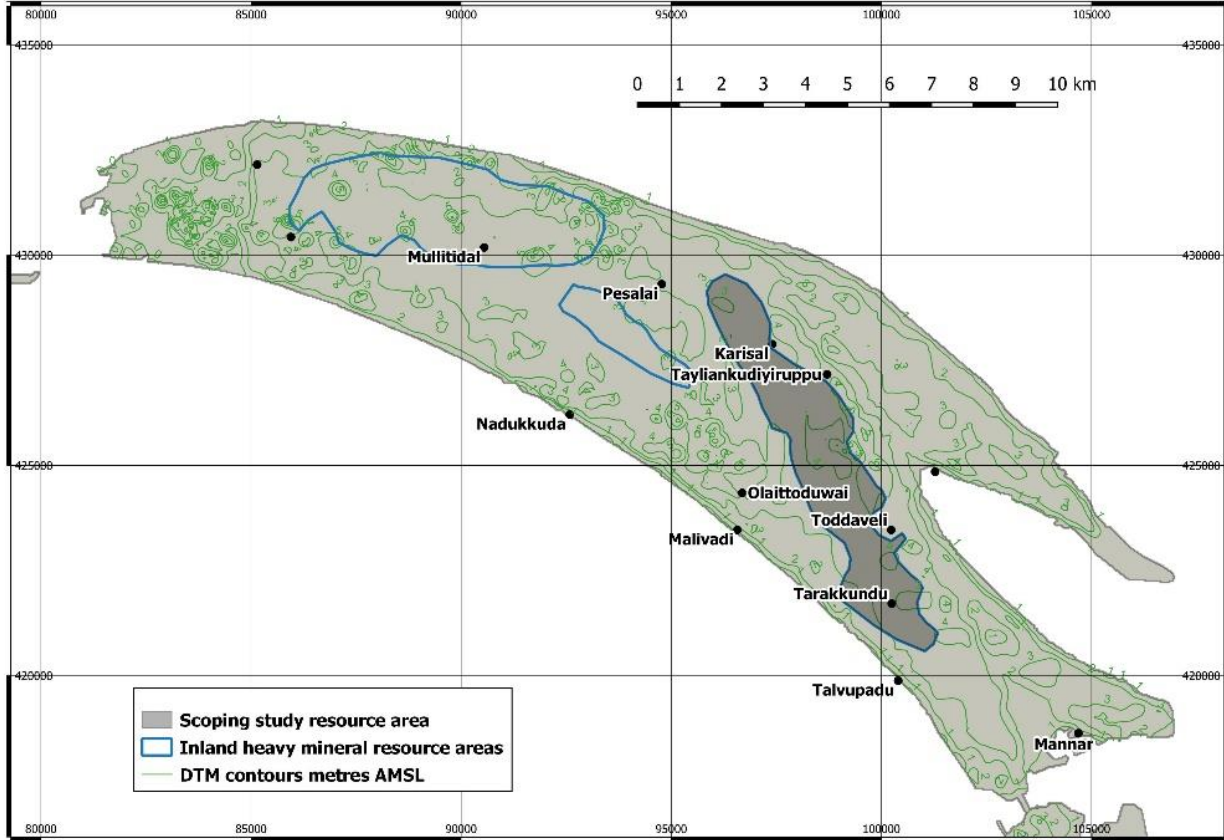 80000 85000 90000 95000 100000 105000
435000 435000
0 1 2 3 4 5 6 7 8 9 10 km
430000 430000
Mullitidal
Pesalai
Karisal
Tayliankudiyiruppu
Nadukkuda
425000 425000
Olaittoduwai
Toddaveli
Malivadi
Tarakkundu
420000 420000
Talvupadu
Mannar
Scoping study resource area
Inland heavy mineral resource areas
DTM contours metres AMSL
80000 85000 90000 95000 100000 105000